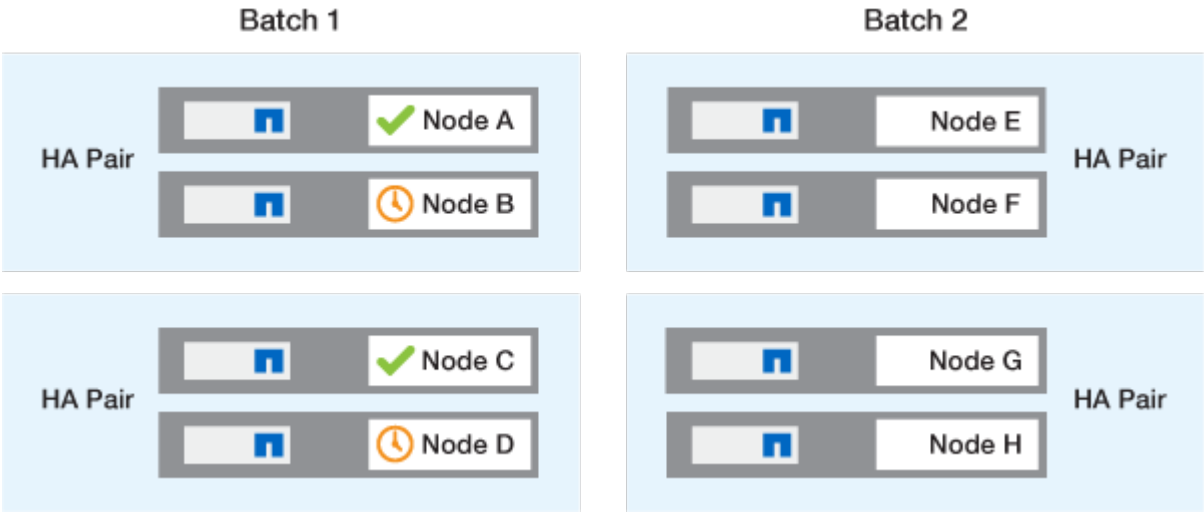 Batch 1
HA Pair
Node A
Node B
HA Pair
Node C
Node D
Batch 2
Node E
Node F
HA Pair
Node G
Node H
HA Pair